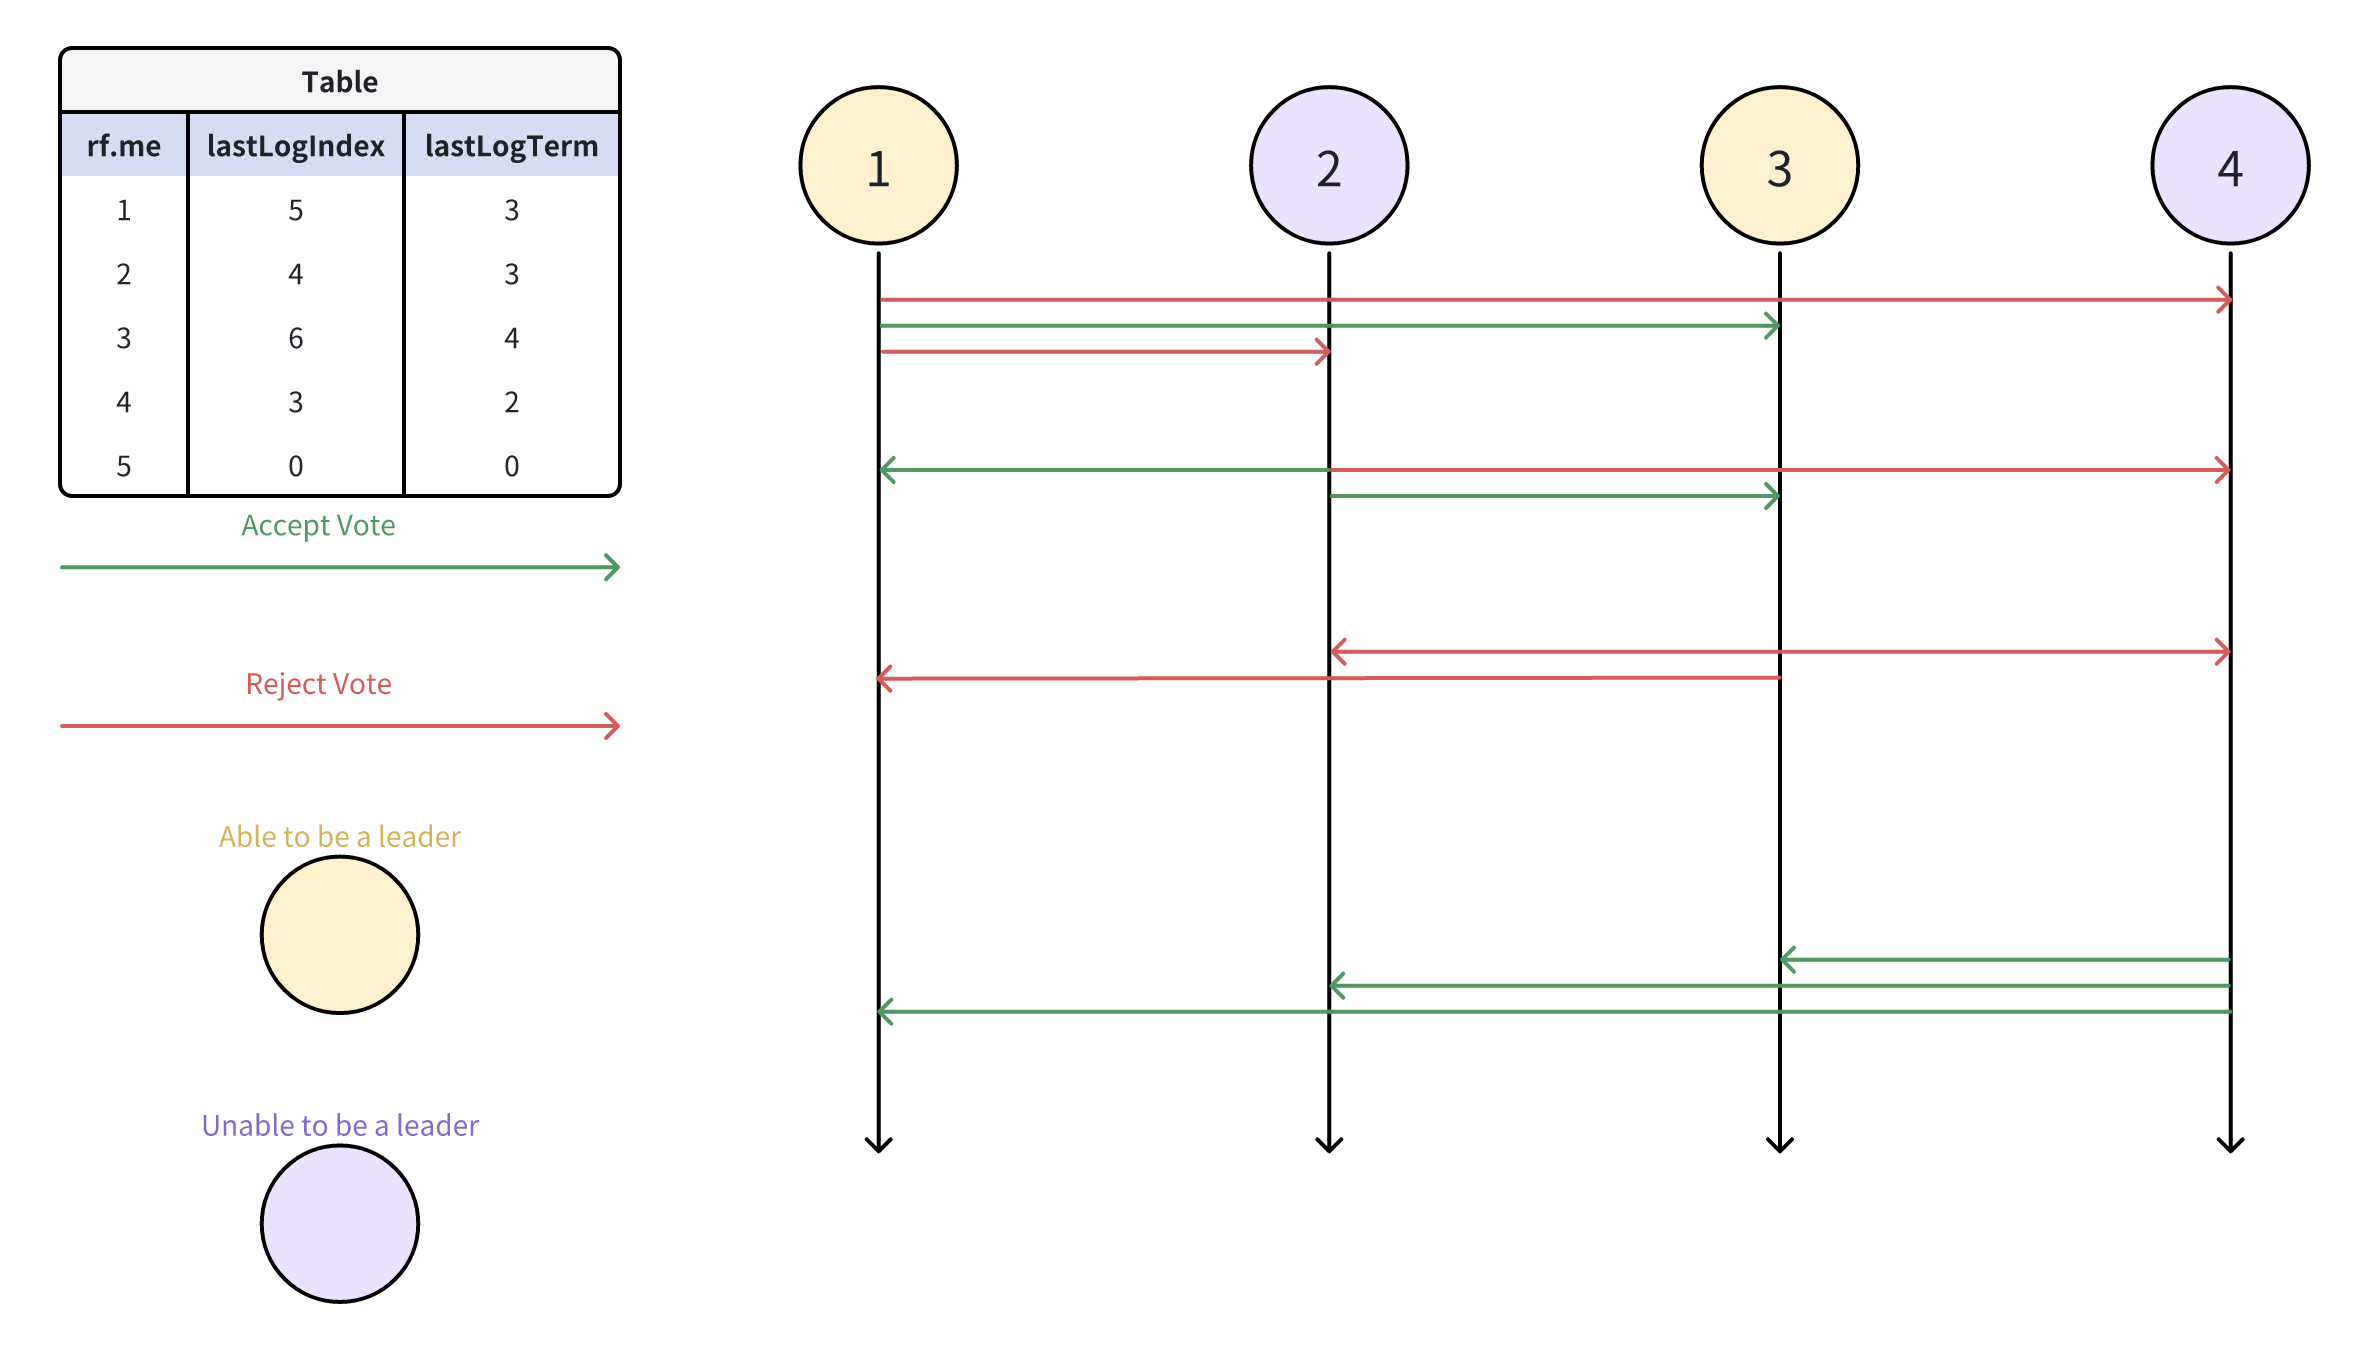 Table
rf.me lastLogIndex lastLogTerm
1 5 3
2 4 3
3 6 4
4 3 2
5 0 0
Accept Vote
Reject Vote
Able to be a leader
Unable to be a leader
1 2 3 4